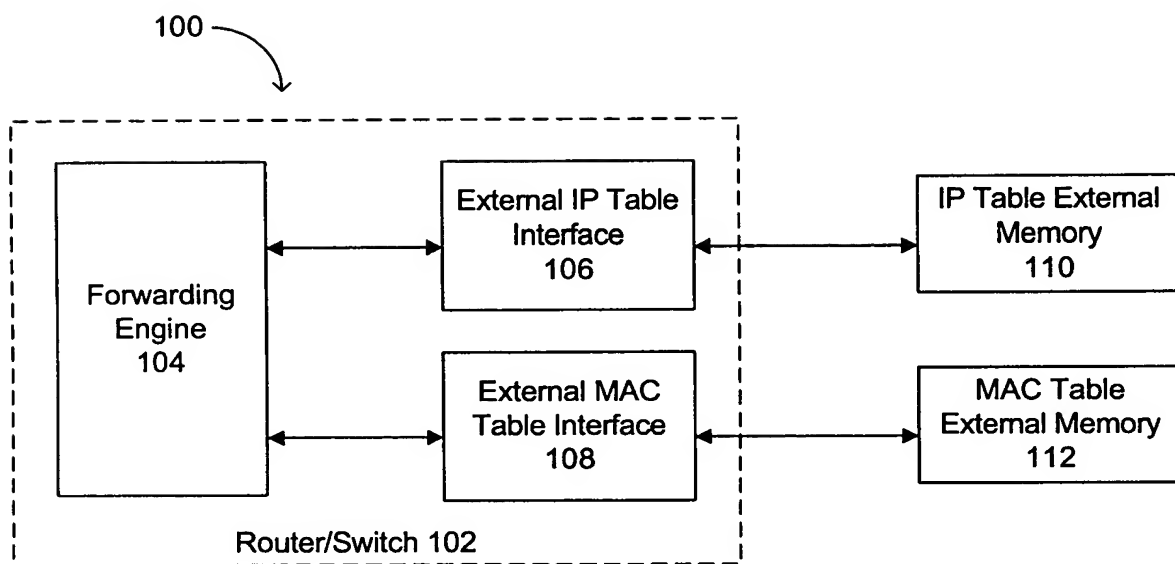 100
External IP Table
Interface
106
IP Table External
Memory
110
Forwarding
Engine
104
External MAC
Table Interface
108
MAC Table
External Memory
112
Router/Switch 102